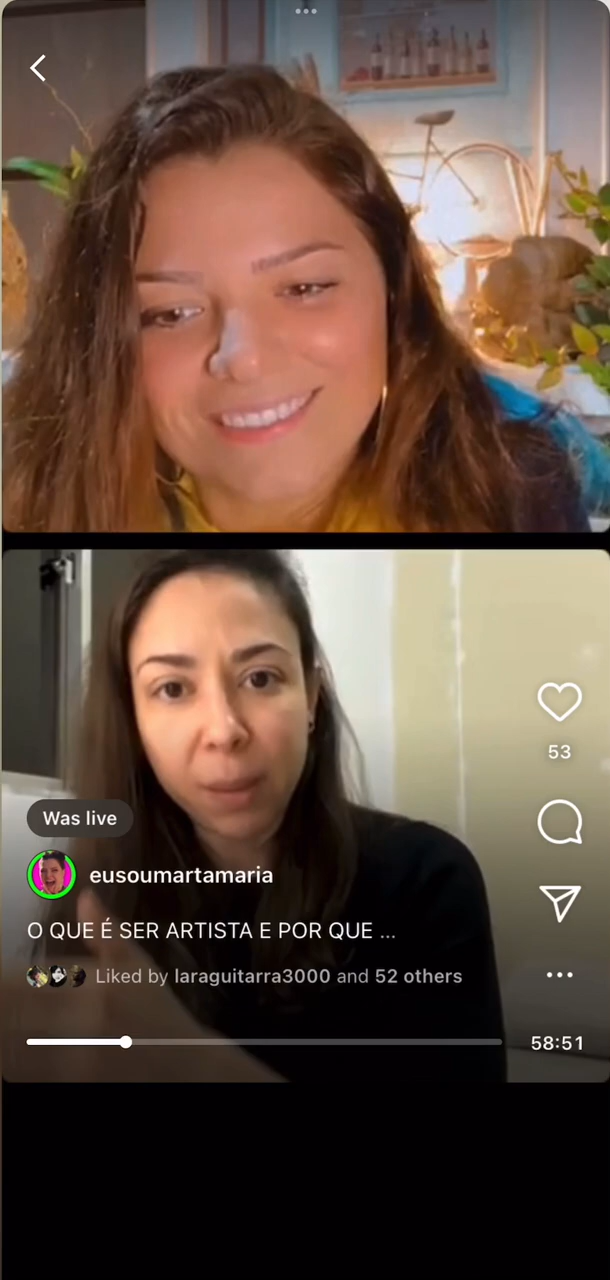 Was live
53
eusoumartamaria
O QUE É SER ARTISTA E POR QUE ...
Liked by laraguitarra3000 and 52 others
58:51